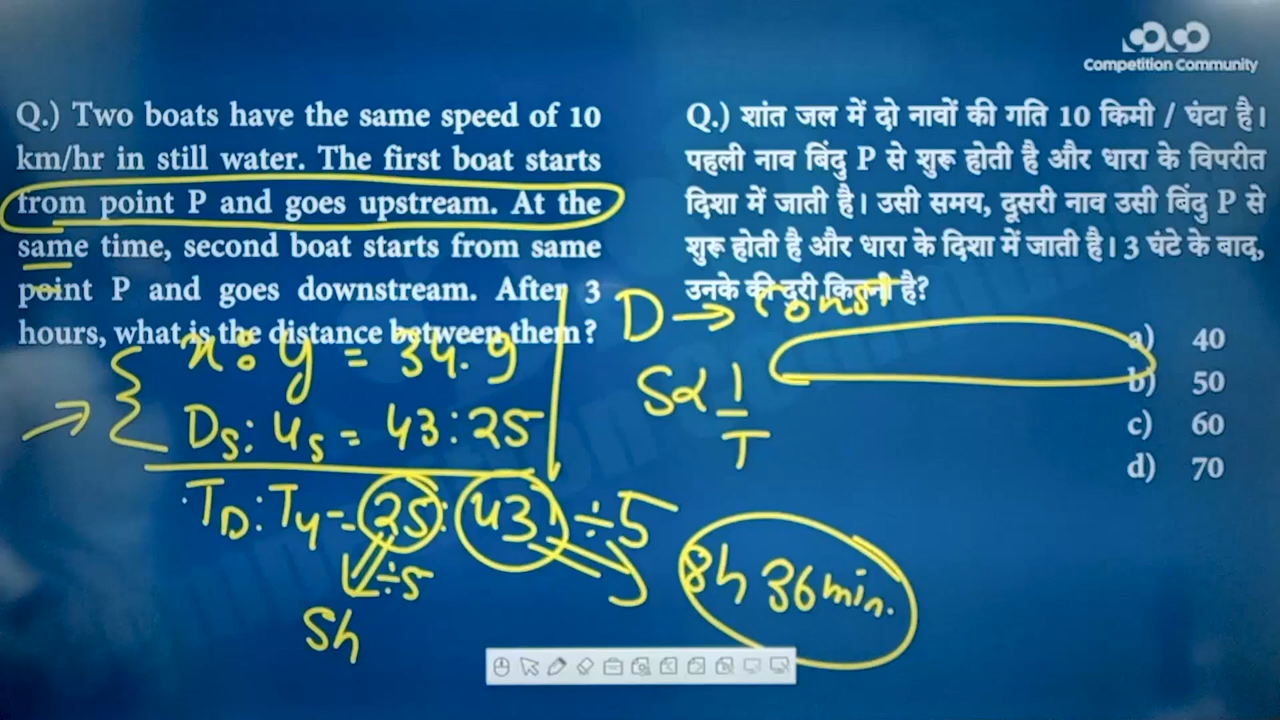 Competition Community
Q.) Two boats have the same speed of 10
km/hr in still water. The first boat starts
from point P and goes upstream. At the
same time, second boat starts from same
point P and goes downstream. After 3
hours, what is the distance between them?
Q.) शांत जल में दो नावों की गति 10 किमी / घंटा है।
पहली नाव बिंदु P से शुरू होती है और धारा के विपरीत
दिशा में जाती है। उसी समय, दूसरी नाव उसी बिंदु P से
शुरू होती है और धारा के दिशा में जाती है। 3 घंटे के बाद,
उनके की दूरी कितनी है?
a) 40
b) 50
c) 60
d) 70
x : y = 34.9
Ds : us = 43 : 25
TD : Tu = 25 : 43 ÷ 5
÷5
5h
D → Const
S ∝ 1/T
8h 36 min.